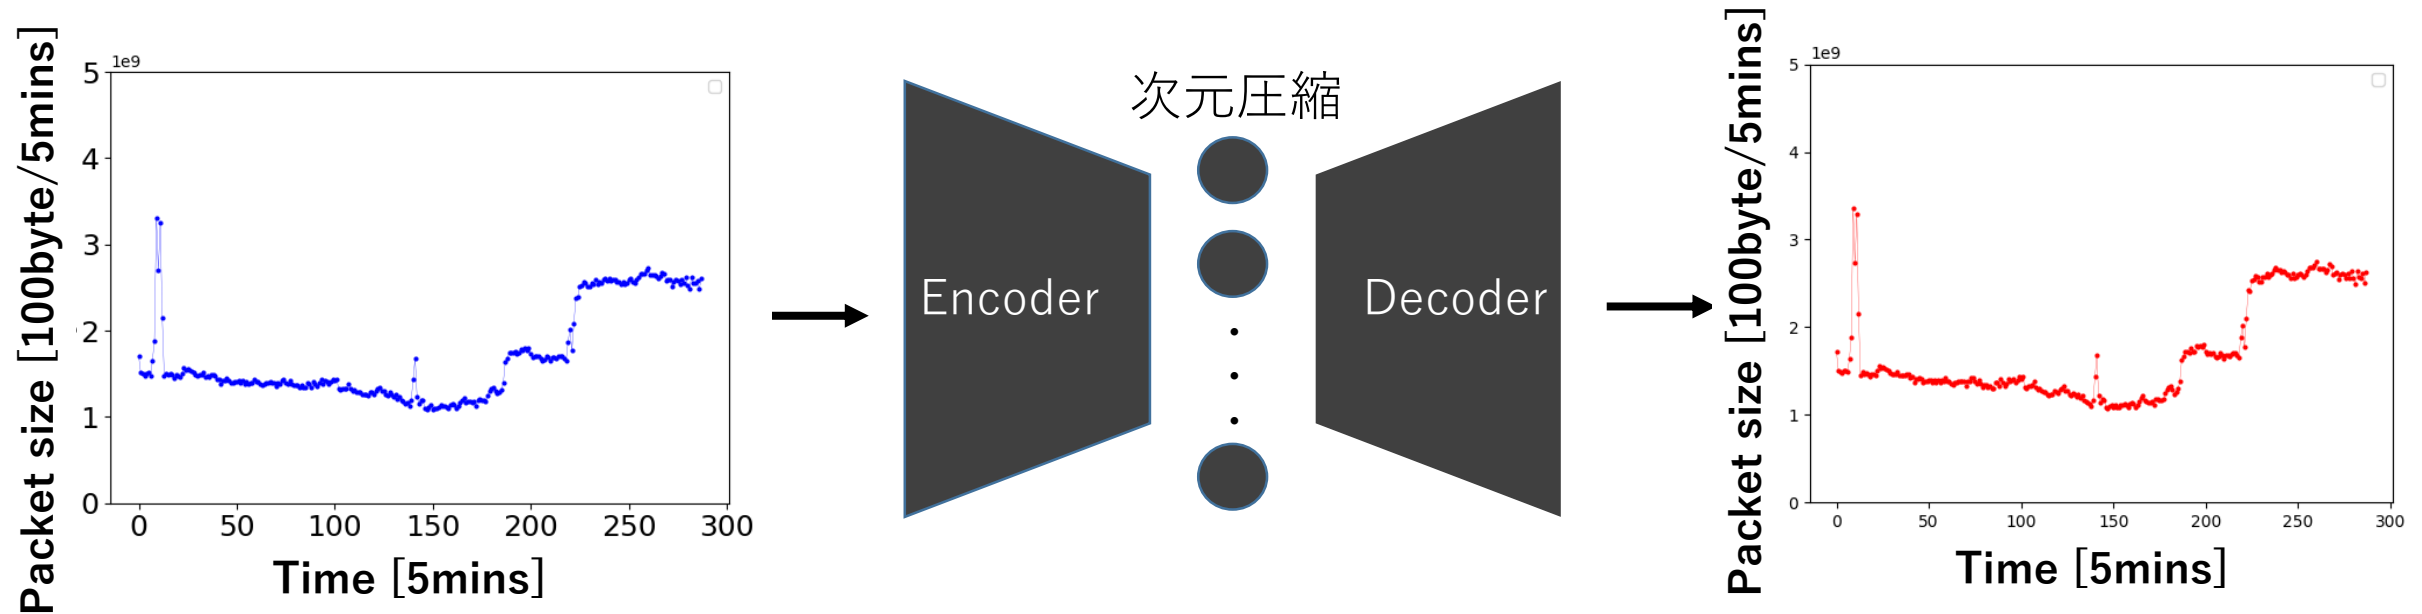 Packet size [100byte/5mins]
1e9
5
4
3
2
1
0
0 50 100 150 200 250 300
Time [5mins]
次元圧縮
Encoder
Decoder
Packet size [100byte/5mins]
1e9
5
4
3
2
1
0
0 50 100 150 200 250 300
Time [5mins]